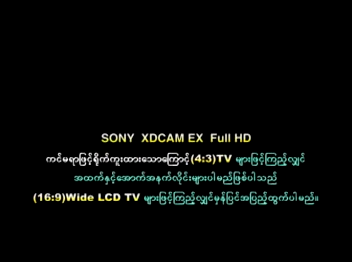 SONY XDCAM EX Full HD
ကင်မရာဖြင့်ရိုက်ကူးထားသောကြောင့်(4:3)TV များဖြင့်ကြည့်လျှင်
အထက်နှင့်အောက်အနက်လိုင်းများပါမည်ဖြစ်ပါသည်
(16:9)Wide LCD TV များဖြင့်ကြည့်လျှင်မှန်ပြင်အပြည့်ထွက်ပါမည်။